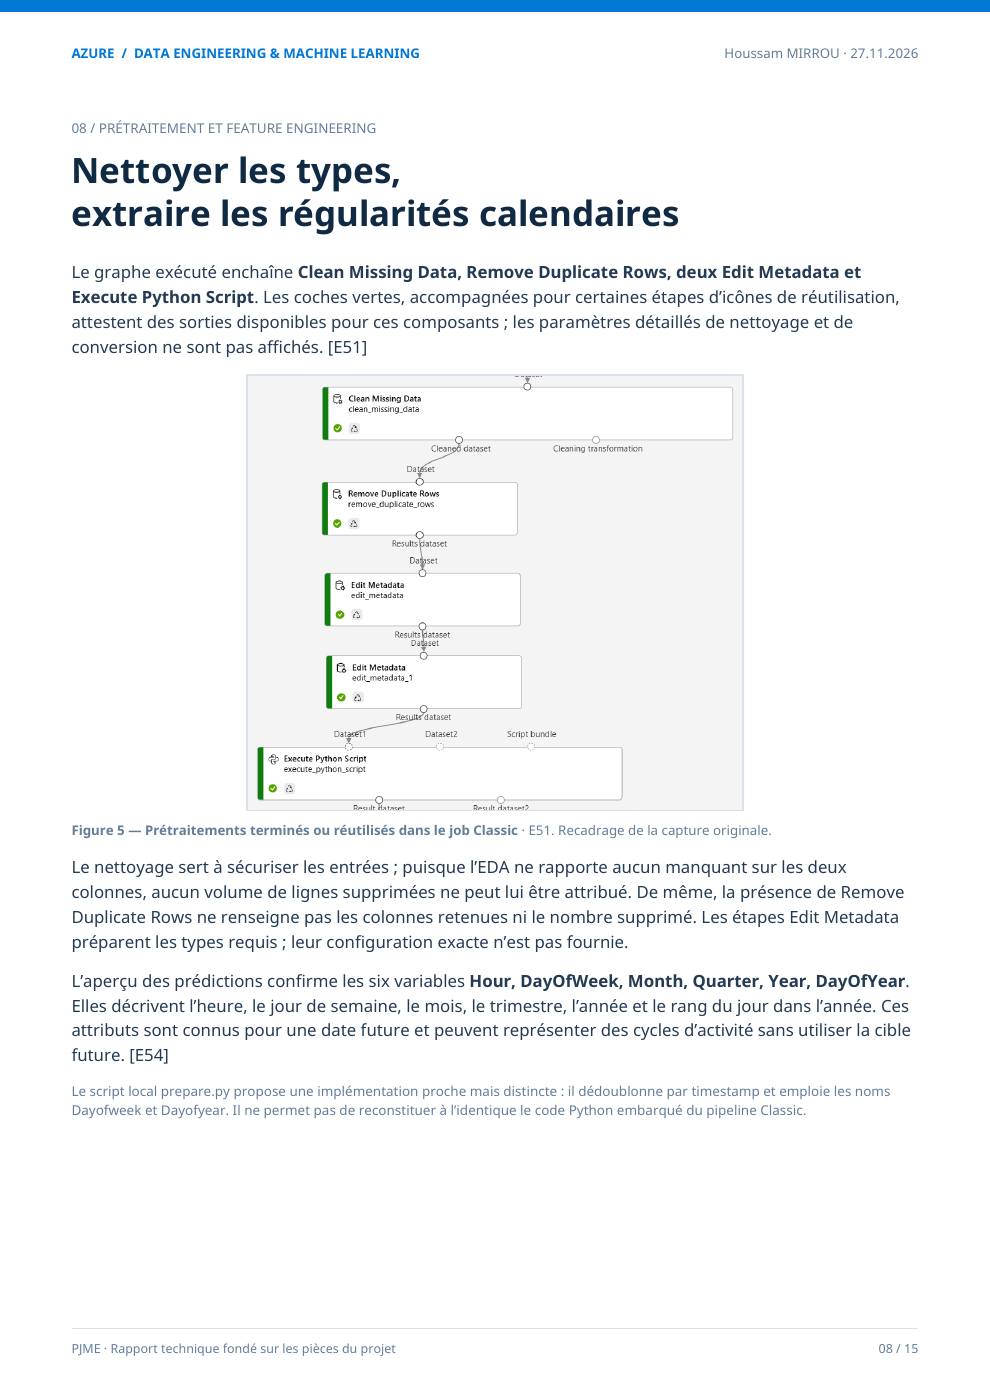 AZURE / DATA ENGINEERING & MACHINE LEARNING
Houssam MIRROU · 27.11.2026
08 / PRÉTRAITEMENT ET FEATURE ENGINEERING
Nettoyer les types,
extraire les régularités calendaires
Le graphe exécuté enchaîne Clean Missing Data, Remove Duplicate Rows, deux Edit Metadata et
Execute Python Script. Les coches vertes, accompagnées pour certaines étapes d’icônes de réutilisation,
attestent des sorties disponibles pour ces composants ; les paramètres détaillés de nettoyage et de
conversion ne sont pas affichés. [E51]
Clean Missing Data
clean_missing_data
Cleaned dataset
Cleaning transformation
Dataset
Remove Duplicate Rows
remove_duplicate_rows
Results dataset
Dataset
Edit Metadata
edit_metadata
Results dataset
Dataset
Edit Metadata
edit_metadata_1
Results dataset
Dataset1
Dataset2
Script bundle
Execute Python Script
execute_python_script
Result dataset
Result dataset2
Figure 5 — Prétraitements terminés ou réutilisés dans le job Classic · E51. Recadrage de la capture originale.
Le nettoyage sert à sécuriser les entrées ; puisque l’EDA ne rapporte aucun manquant sur les deux
colonnes, aucun volume de lignes supprimées ne peut lui être attribué. De même, la présence de Remove
Duplicate Rows ne renseigne pas les colonnes retenues ni le nombre supprimé. Les étapes Edit Metadata
préparent les types requis ; leur configuration exacte n’est pas fournie.
L’aperçu des prédictions confirme les six variables Hour, DayOfWeek, Month, Quarter, Year, DayOfYear.
Elles décrivent l’heure, le jour de semaine, le mois, le trimestre, l’année et le rang du jour dans l’année. Ces
attributs sont connus pour une date future et peuvent représenter des cycles d’activité sans utiliser la cible
future. [E54]
Le script local prepare.py propose une implémentation proche mais distincte : il dédoublonne par timestamp et emploie les noms
Dayofweek et Dayofyear. Il ne permet pas de reconstituer à l’identique le code Python embarqué du pipeline Classic.
PJME · Rapport technique fondé sur les pièces du projet
08 / 15